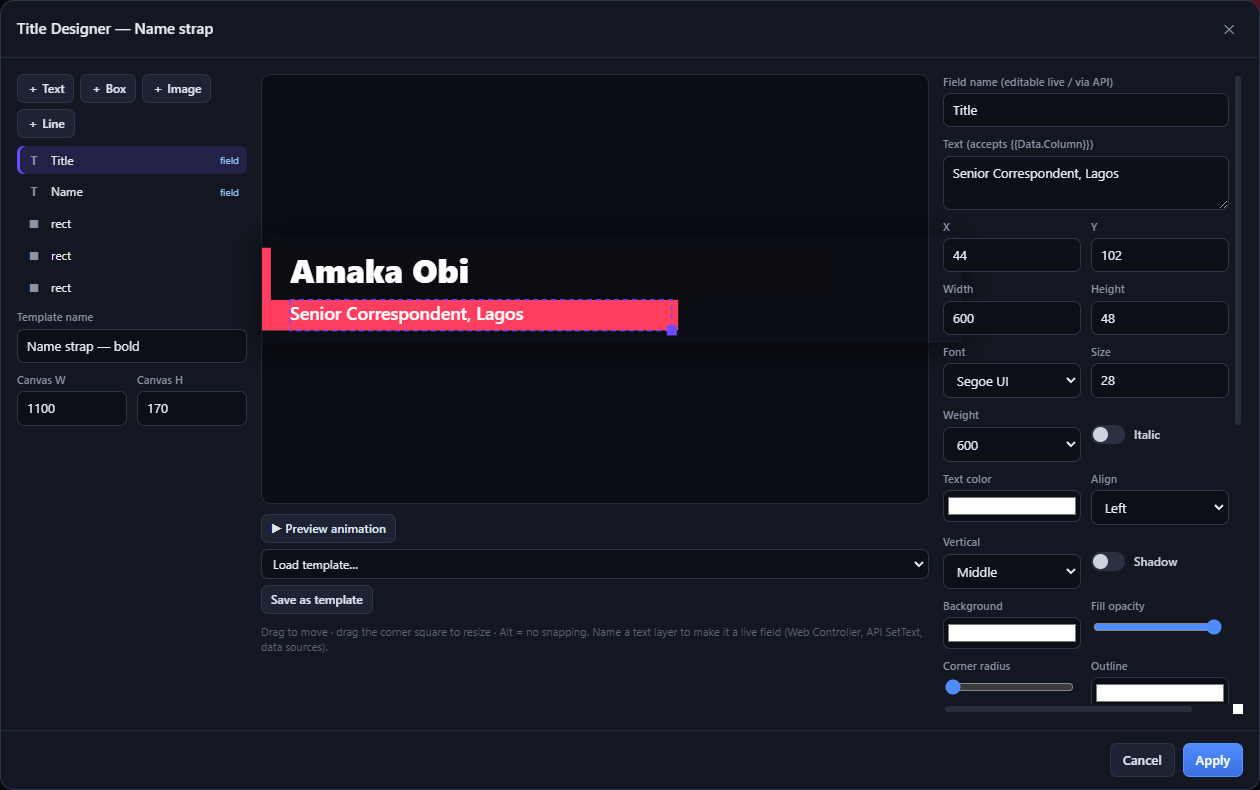 Title Designer — Name strap
×
+ Text
+ Box
+ Image
+ Line
T Title field
T Name field
rect
rect
rect
Template name
Name strap — bold
Canvas W Canvas H
1100 170
Amaka Obi
Senior Correspondent, Lagos
▶ Preview animation
Load template...
Save as template
Drag to move · drag the corner square to resize · Alt = no snapping. Name a text layer to make it a live field (Web Controller, API SetText,
data sources).
Field name (editable live / via API)
Title
Text (accepts {{Data.Column}})
Senior Correspondent, Lagos
X Y
44 102
Width Height
600 48
Font Size
Segoe UI 28
Weight
600 Italic
Text color Align
Left
Vertical
Middle Shadow
Background Fill opacity
Corner radius Outline
Cancel Apply